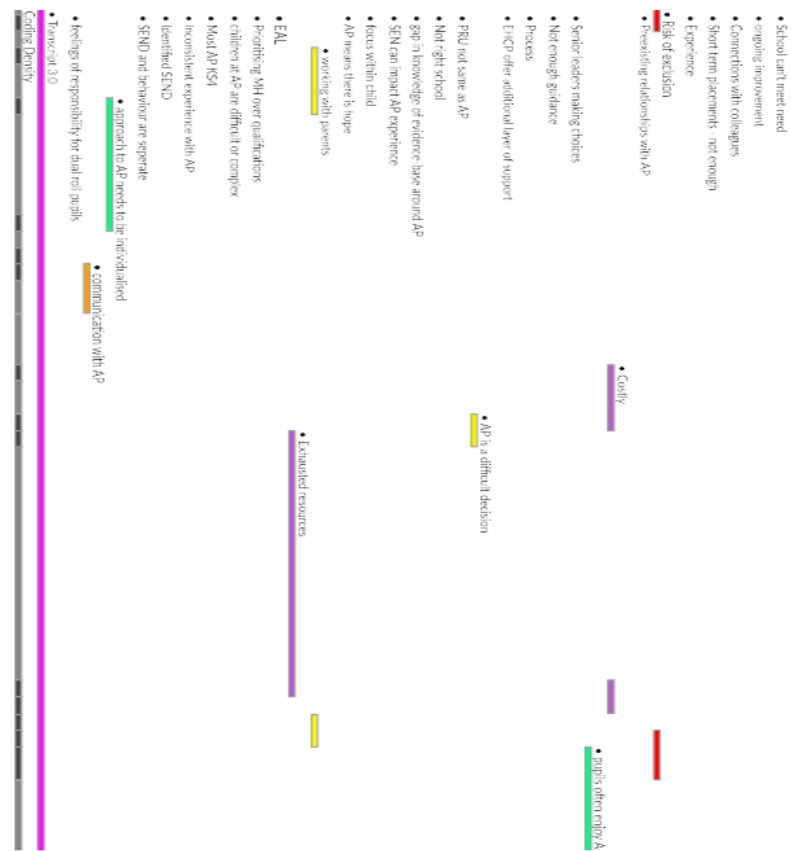 • School can't meet need
• ongoing improvement
• Connections with colleagues
• Short term placements - not enough
• Experience
• Risk of exclusion
• Preexisting relationships with AP
• Costly
• pupils often enjoy A
• Senior leaders making choices
• Not enough guidance
• Process
• EHCP offer additional layer of support
• AP is a difficult decision
• PRU not same as AP
• Not right school
• gap in knowledge of evidence-base around AP
• SEN can impact AP experience
• focus within child
• AP means there is hope
• working with parents
• Exhausted resources
• EAL
• Prioritising MH over qualifications
• children at AP are difficult or complex
• Most AP KS4
• Inconsistent experience with AP
• Identified SEND
• SEND and behaviour are seperate
• approach to AP needs to be individualised
• communication with AP
• feelings of responsibility for dual roll pupils
• Transcript 3.0
Coding Density